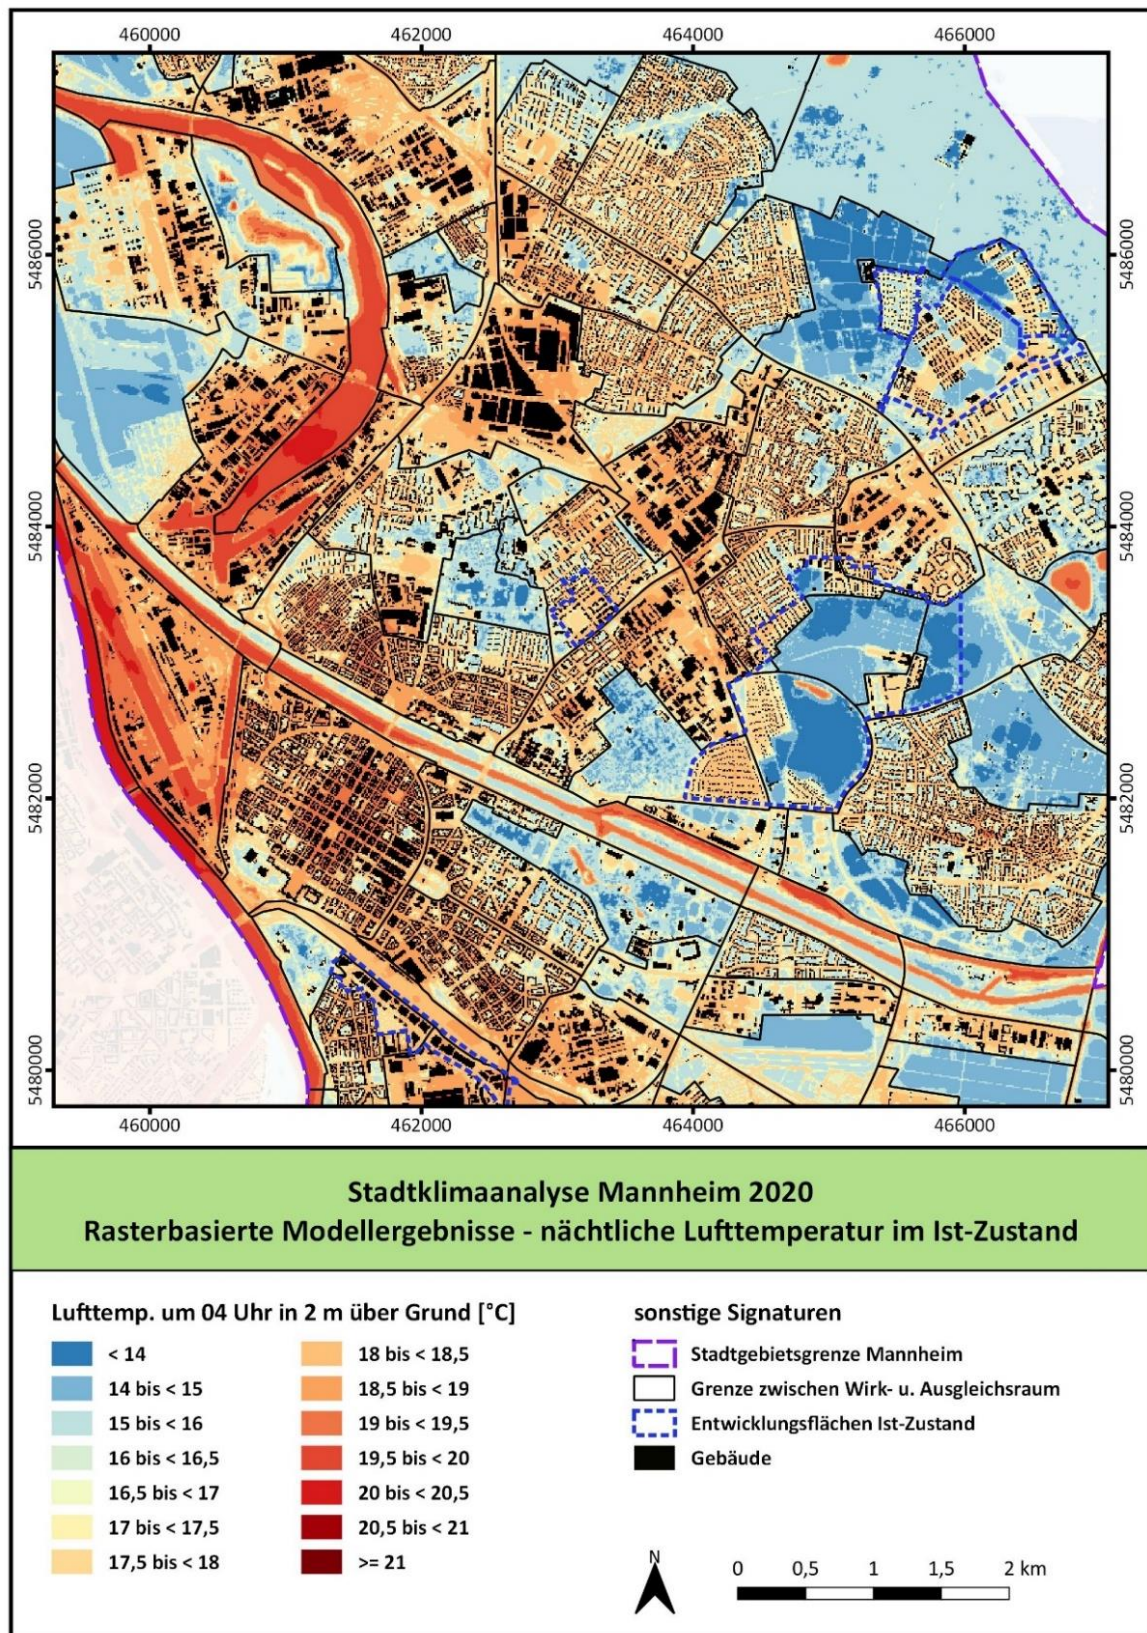 460000 462000 464000 466000
5486000 5486000
5484000 5484000
5482000 5482000
5480000 5480000
460000 462000 464000 466000
Stadtklimaanalyse Mannheim 2020
Rasterbasierte Modellergebnisse - nächtliche Lufttemperatur im Ist-Zustand
Lufttemp. um 04 Uhr in 2 m über Grund [°C]
< 14
14 bis < 15
15 bis < 16
16 bis < 16,5
16,5 bis < 17
17 bis < 17,5
17,5 bis < 18
18 bis < 18,5
18,5 bis < 19
19 bis < 19,5
19,5 bis < 20
20 bis < 20,5
20,5 bis < 21
>= 21
sonstige Signaturen
Stadtgebietsgrenze Mannheim
Grenze zwischen Wirk- u. Ausgleichsraum
Entwicklungsflächen Ist-Zustand
Gebäude
N
0 0,5 1 1,5 2 km